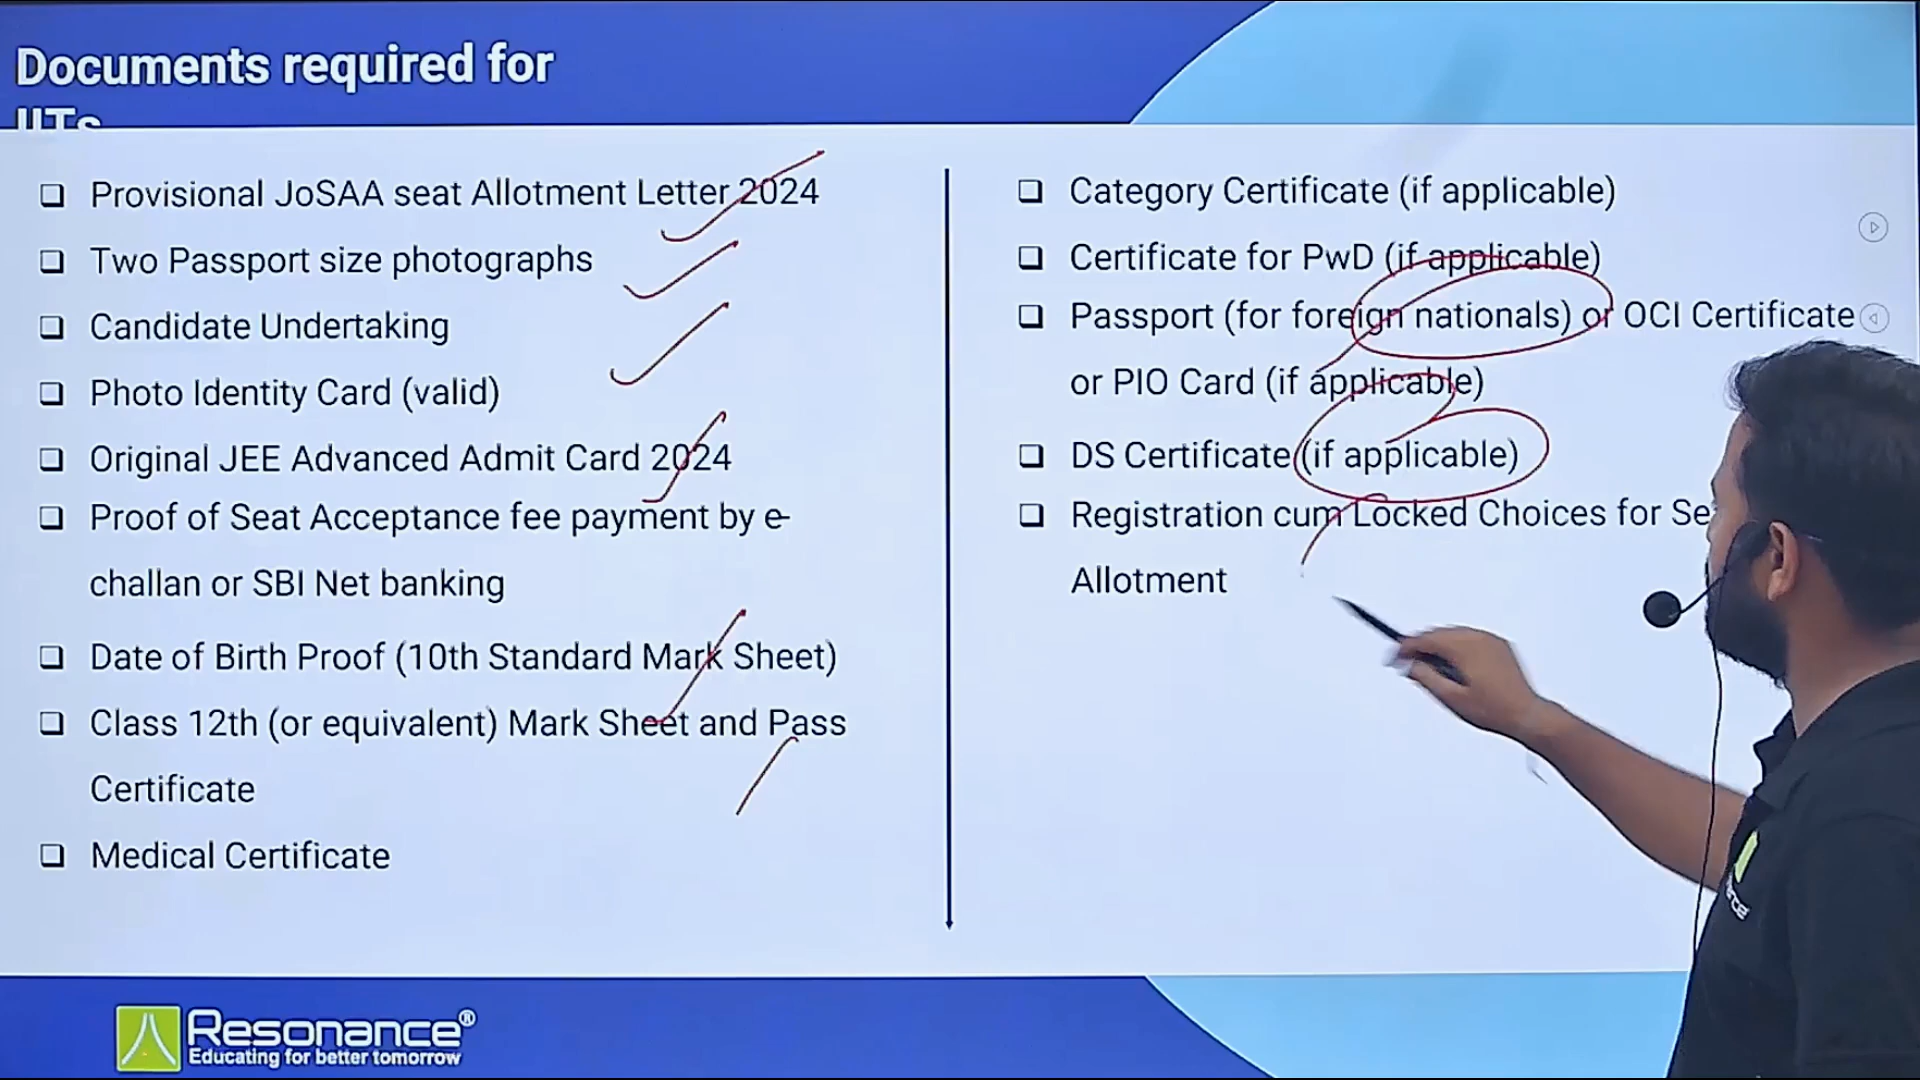 Documents required for
IITs
Provisional JoSAA seat Allotment Letter 2024
Two Passport size photographs
Candidate Undertaking
Photo Identity Card (valid)
Original JEE Advanced Admit Card 2024
Proof of Seat Acceptance fee payment by e-
challan or SBI Net banking
Date of Birth Proof (10th Standard Mark Sheet)
Class 12th (or equivalent) Mark Sheet and Pass
Certificate
Medical Certificate
Category Certificate (if applicable)
Certificate for PwD (if applicable)
Passport (for foreign nationals) or OCI Certificate
or PIO Card (if applicable)
DS Certificate (if applicable)
Registration cum Locked Choices for
Allotment
Resonance®
Educating for better tomorrow